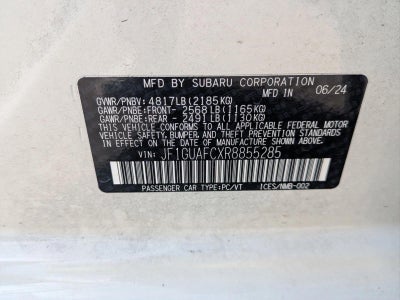 MFD BY SUBARU CORPORATION 06/24
GVWR/PNBV: 4817LB(2185KG)
GAWR/PNBE:FRONT- 2568LB(1165KG)
GAWR/PNBE:REAR - 2491LB(1130KG)
THIS VEHICLE CONFORMS TO ALL APPLICABLE FEDERAL MOTOR
VEHICLE SAFETY, BUMPER, AND THEFT PREVENTION STANDARDS
IN EFFECT ON THE DATE OF MANUFACTURE SHOWN ABOVE.
VIN: JF1GUAFCXR8855285
PASSENGER CAR TYPE:PC/VT ICES/NMB-002